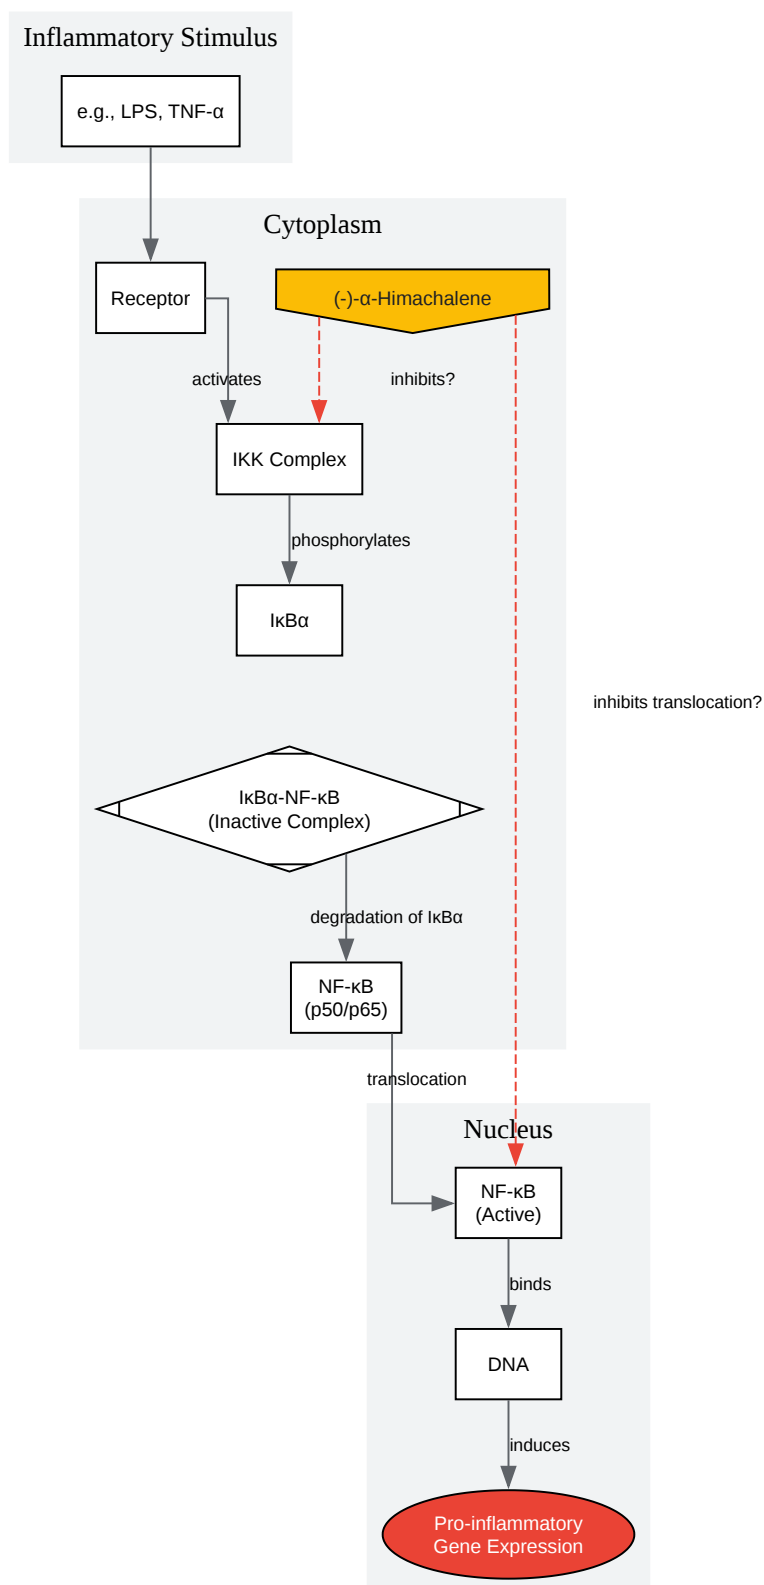 Inflammatory Stimulus
e.g., LPS, TNF-α
Cytoplasm
Receptor
(-)-α-Himachalene
activates
inhibits?
IKK Complex
phosphorylates
IκBα
inhibits translocation?
IκBα-NF-κB
(Inactive Complex)
degradation of IκBα
NF-κB
(p50/p65)
translocation
Nucleus
NF-κB
(Active)
binds
DNA
induces
Pro-inflammatory
Gene Expression